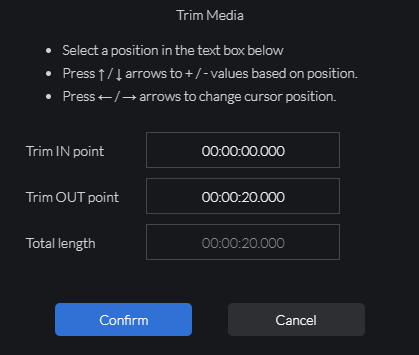 Trim Media
• Select a position in the text box below
• Press ↑ / ↓ arrows to + / - values based on position.
• Press ← / → arrows to change cursor position.
Trim IN point 00:00:00.000
Trim OUT point 00:00:20.000
Total length 00:00:20.000
Confirm Cancel